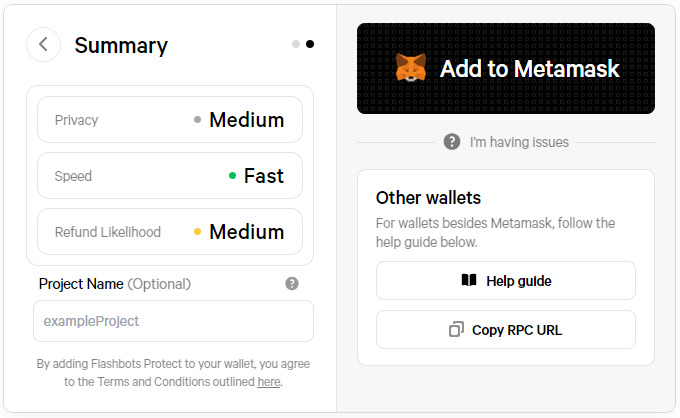 Summary
Privacy
Medium
Speed
Fast
Refund Likelihood
Medium
Project Name (Optional)
?
exampleProject
By adding Flashbots Protect to your wallet, you agree
to the Terms and Conditions outlined here.
Add to Metamask
? I'm having issues
Other wallets
For wallets besides Metamask, follow the
help guide below.
Help guide
Copy RPC URL